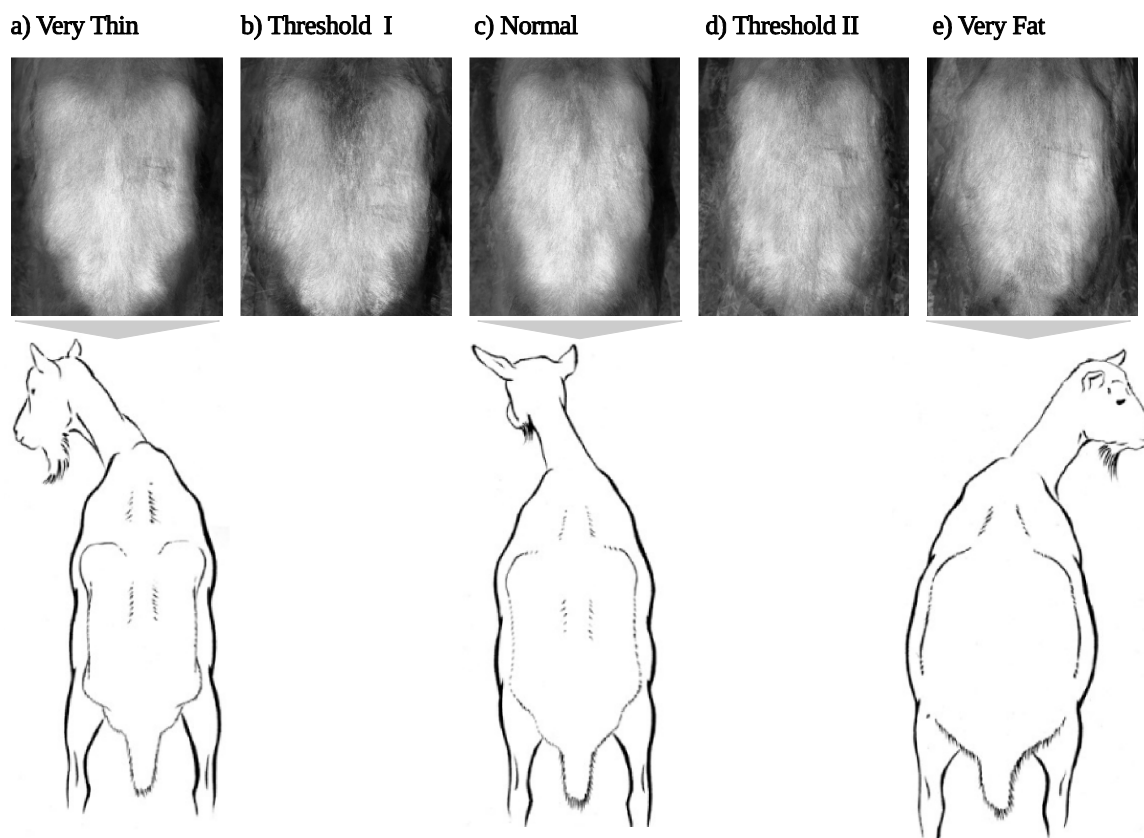 a) Very Thin
b) Threshold I
c) Normal
d) Threshold II
e) Very Fat